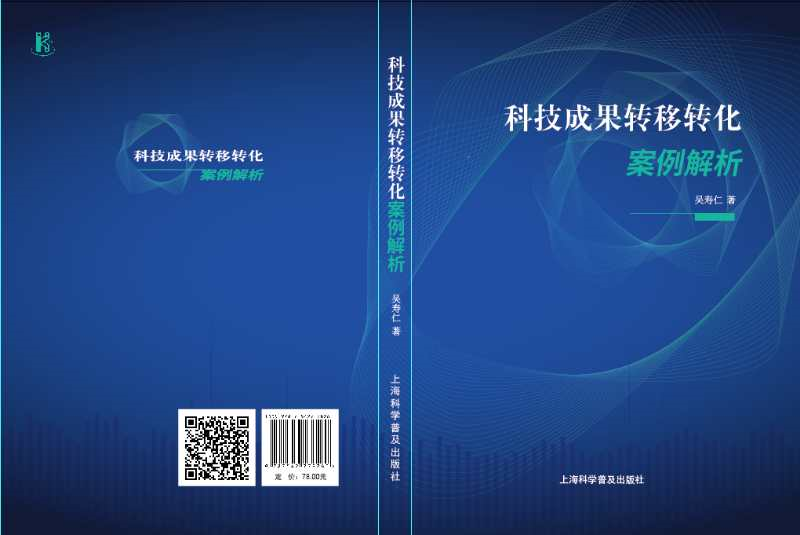 科技成果转移转化
案例解析
定 价：78.00元
科技成果转移转化案例解析
吴寿仁 著
上海科学普及出版社
科技成果转移转化
案例解析
吴寿仁 著
上海科学普及出版社